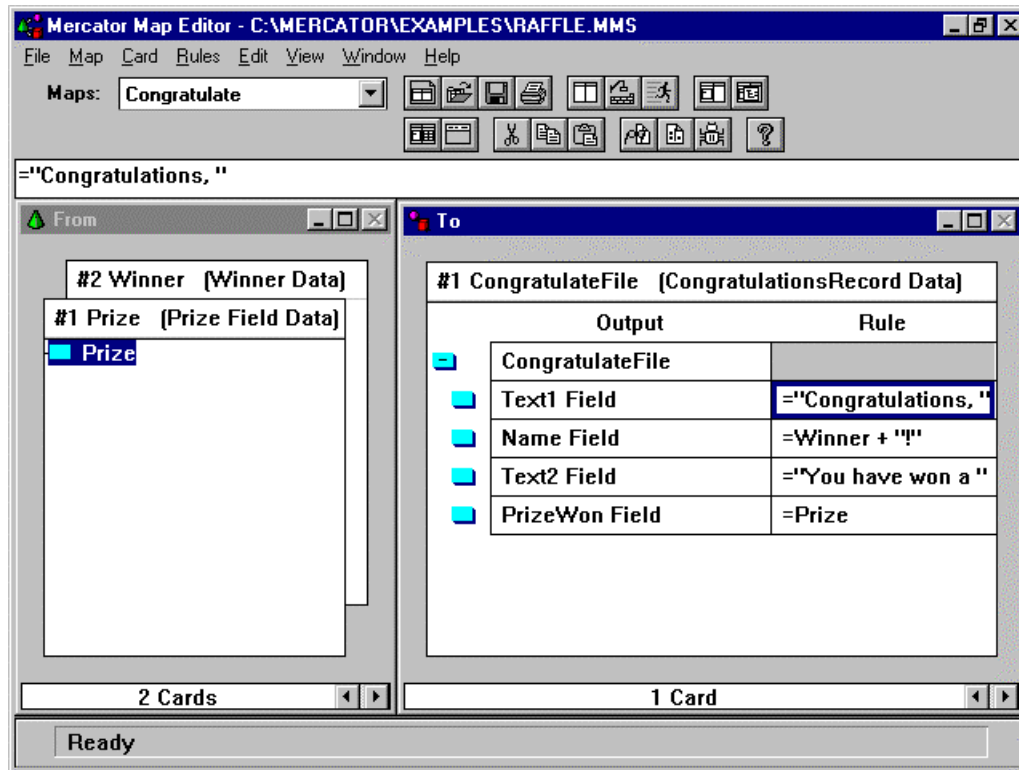 Mercator Map Editor - C:\MERCATOR\EXAMPLES\RAFFLE.MMS
File Map Card Rules Edit View Window Help
Maps: Congratulate
="Congratulations, "
From
#2 Winner (Winner Data)
#1 Prize (Prize Field Data)
Prize
2 Cards
To
#1 CongratulateFile (CongratulationsRecord Data)
Output Rule
CongratulateFile
Text1 Field ="Congratulations, "
Name Field =Winner + "!"
Text2 Field ="You have won a "
PrizeWon Field =Prize
1 Card
Ready